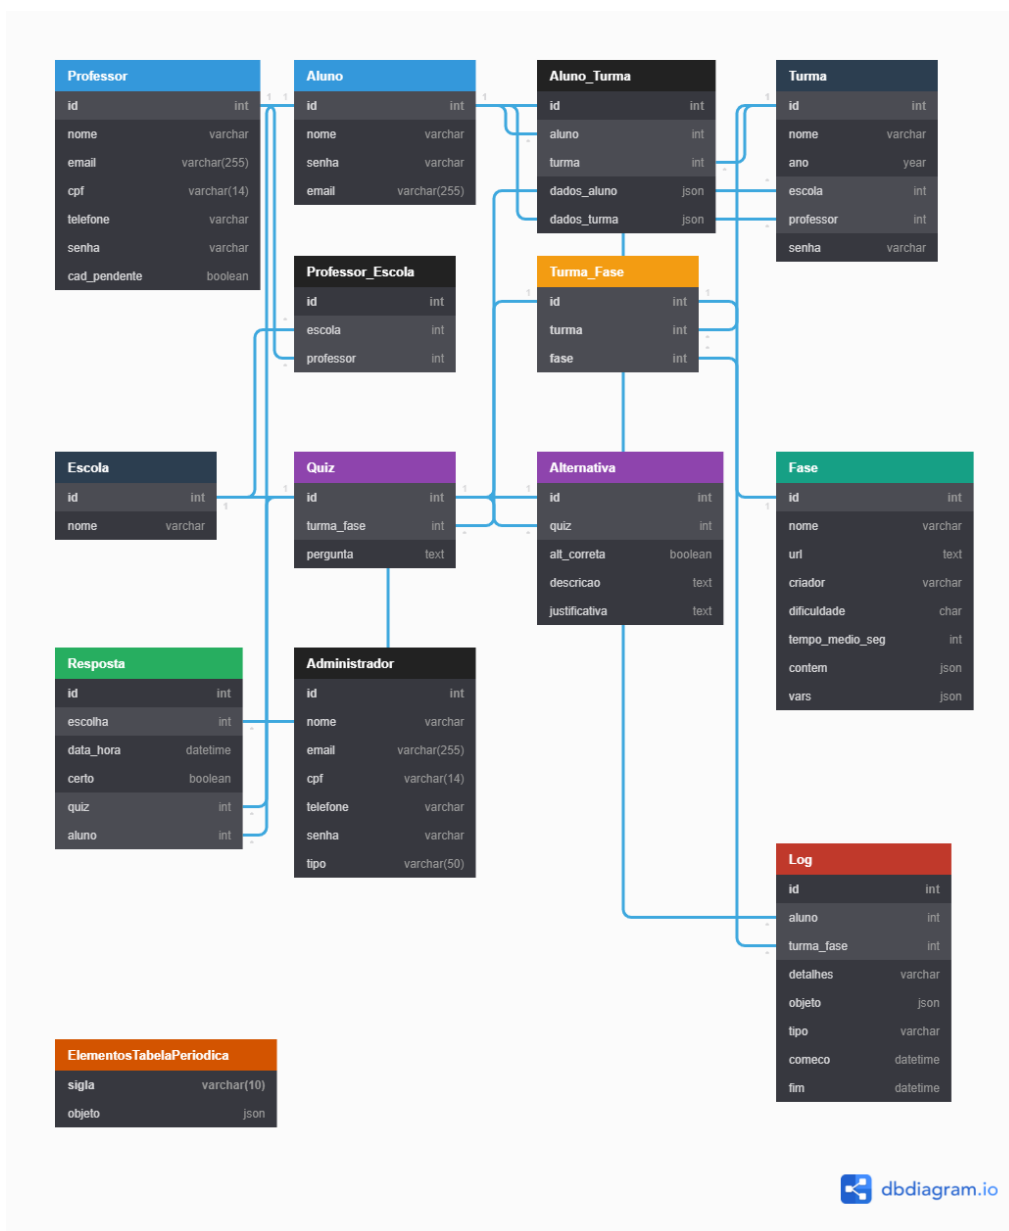 Professor
id int
nome varchar
email varchar(255)
cpf varchar(14)
telefone varchar
senha varchar
cad_pendente boolean
Aluno
id int
nome varchar
senha varchar
email varchar(255)
Aluno_Turma
id int
aluno int
turma int
dados_aluno json
dados_turma json
Turma
id int
nome varchar
ano year
escola int
professor int
senha varchar
Professor_Escola
id int
escola int
professor int
Turma_Fase
id int
turma int
fase int
Escola
id int
nome varchar
Quiz
id int
turma_fase int
pergunta text
Alternativa
id int
quiz int
alt_correta boolean
descricao text
justificativa text
Fase
id int
nome varchar
url text
criador varchar
dificuldade char
tempo_medio_seg int
contem json
vars json
Resposta
id int
escolha int
data_hora datetime
certo boolean
quiz int
aluno int
Administrador
id int
nome varchar
email varchar(255)
cpf varchar(14)
telefone varchar
senha varchar
tipo varchar(50)
Log
id int
aluno int
turma_fase int
detalhes varchar
objeto json
tipo varchar
comeco datetime
fim datetime
ElementosTabelaPeriodica
sigla varchar(10)
objeto json
dbdiagram.io